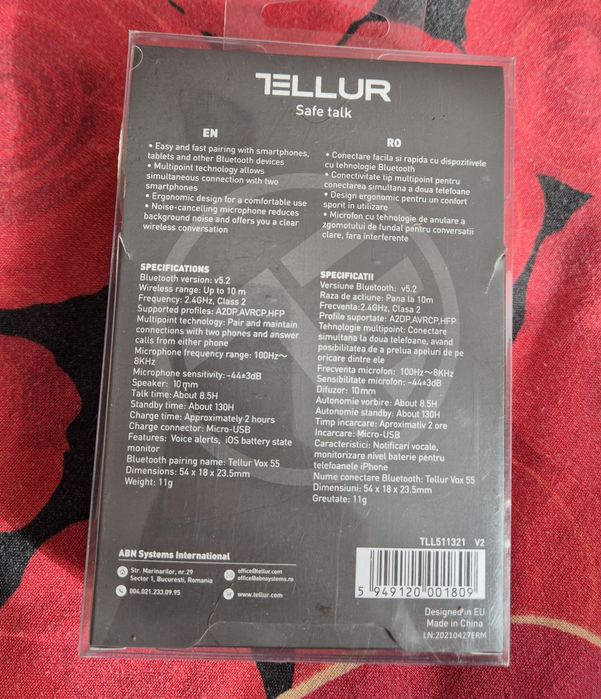 TELLUR
Safe talk
EN
• Easy and fast pairing with smartphones,
tablets and other Bluetooth devices
• Multipoint technology allows
simultaneous connection with two
smartphones
• Ergonomic design for a comfortable use
• Noise-cancelling microphone reduces
background noise and offers you a clear
wireless conversation
RO
• Conectare facila si rapida cu dispozitivele
cu tehnologie Bluetooth
• Conectivitate tip multipoint pentru
conectarea simultana a doua telefoane
• Design ergonomic pentru un confort
sporit in utilizare
• Microfon cu tehnologie de anulare a
zgomotului de fundal pentru conversatii
clare, fara interferente
SPECIFICATIONS
Bluetooth version: v5.2
Wireless range: Up to 10 m
Frequency: 2.4GHz, Class 2
Supported profiles: A2DP,AVRCP,HFP
Multipoint technology: Pair and maintain
connections with two phones and answer
calls from either phone
Microphone frequency range: 100Hz~
8KHz
Microphone sensitivity: -44±3dB
Speaker: 10mm
Talk time: About 8.5H
Standby time: About 130H
Charge time: Approximately 2 hours
Charge connector: Micro-USB
Features: Voice alerts, iOS battery state
monitor
Bluetooth pairing name: Tellur Vox 55
Dimensions: 54 x 18 x 23.5mm
Weight: 11g
SPECIFICATII
Versiune Bluetooth: v5.2
Raza de actiune: Pana la 10m
Frecventa:2.4GHz, Class 2
Profile suportate: A2DP,AVRCP,HFP
Tehnologie multipoint: Conectare
simultana la doua telefoane, avand
posibilitatea de a prelua apeluri de pe
oricare dintre ele
Frecventa microfon: 100Hz~8KHz
Sensibilitate microfon: -44±3dB
Difuzor: 10mm
Autonomie vorbire: About 8.5H
Autonomie standby: About 130H
Timp incarcare: Aproximativ 2 ore
Incarcare: Micro-USB
Caracteristici: Notificari vocale,
monitorizare nivel baterie pentru
telefoanele iPhone
Nume conectare Bluetooth: Tellur Vox 55
Dimensiuni: 54 x 18 x 23.5mm
Greutate: 11g
TLL511321 V2
ABN Systems International
Str. Marinarilor, nr.29
Sector 1, Bucuresti, Romania
004.021.233.09.95
office@tellur.com
office@abnsystems.ro
www.tellur.com
5 949120 001809
Designed in EU
Made in China
LN:20210427ERM